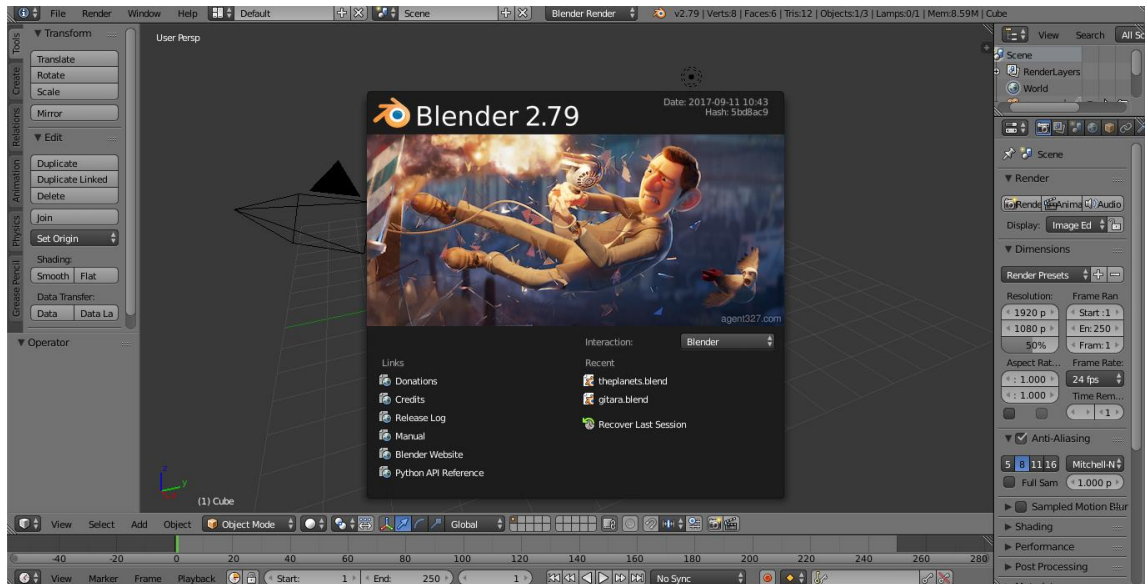 File Render Window Help Default Scene Blender Render v2.79 | Verts:8 | Faces:6 | Tris:12 | Objects:1/3 | Lamps:0/1 | Mem:8.59M | Cube
Tools
Create
Relations
Animation
Physics
Grease Pencil
Transform
Translate
Rotate
Scale
Mirror
Edit
Duplicate
Duplicate Linked
Delete
Join
Set Origin
Shading:
Smooth Flat
Data Transfer:
Data Data La
Operator
User Persp
Blender 2.79
Date: 2017-09-11 10:43
Hash: 5bd8ac9
agent327.com
Interaction: Blender
Links
Donations
Credits
Release Log
Manual
Blender Website
Python API Reference
Recent
theplanets.blend
gitara.blend
Recover Last Session
z
y
(1) Cube
View Search All Sc
Scene
RenderLayers
World
Scene
Render
Rende Anima Audio
Display: Image Ed
Dimensions
Render Presets
Resolution: Frame Ran
1920 p Start :1
1080 p En: 250
50% Fram: 1
Aspect Rat... Frame Rate:
: 1.000 24 fps
: 1.000 Time Rem...
1
Anti-Aliasing
5 8 11 16 Mitchell-N
Full Sam 1.000 p
Sampled Motion Blur
Shading
Performance
Post Processing
View Select Add Object Object Mode Global
-40 -20 0 20 40 60 80 100 120 140 160 180 200 220 240 260 280
View Marker Frame Playback Start: 1 End: 250 1 No Sync